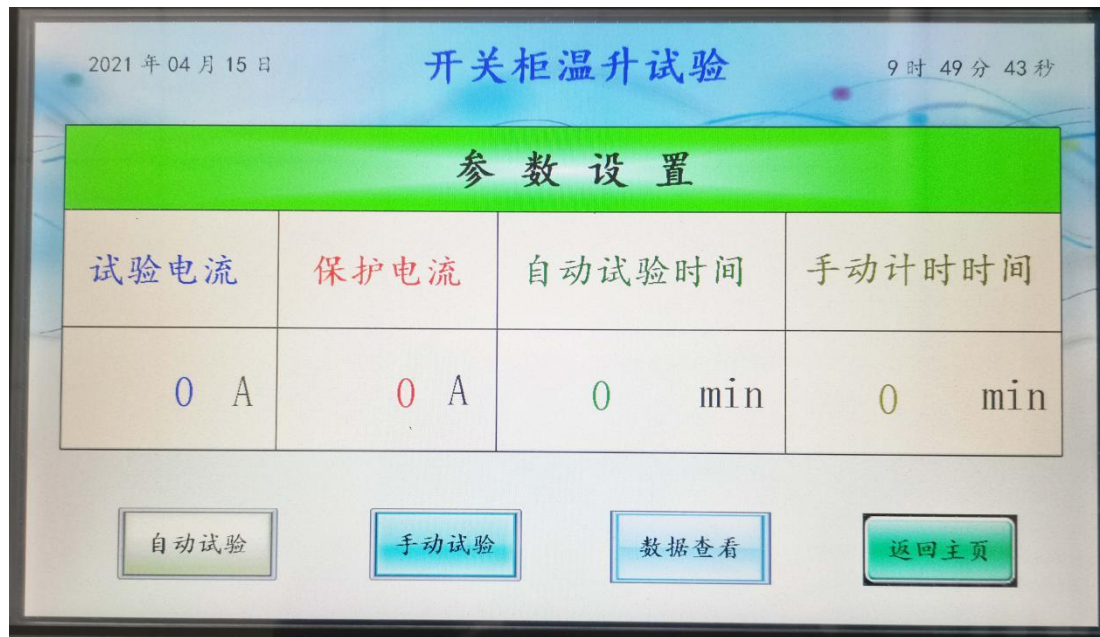 2021 年 04 月 15 日 开关柜温升试验 9 时 49 分 43 秒
参数设置
试验电流 保护电流 自动试验时间 手动计时时间
0 A 0 A 0 min 0 min
自动试验 手动试验 数据查看 返回主页